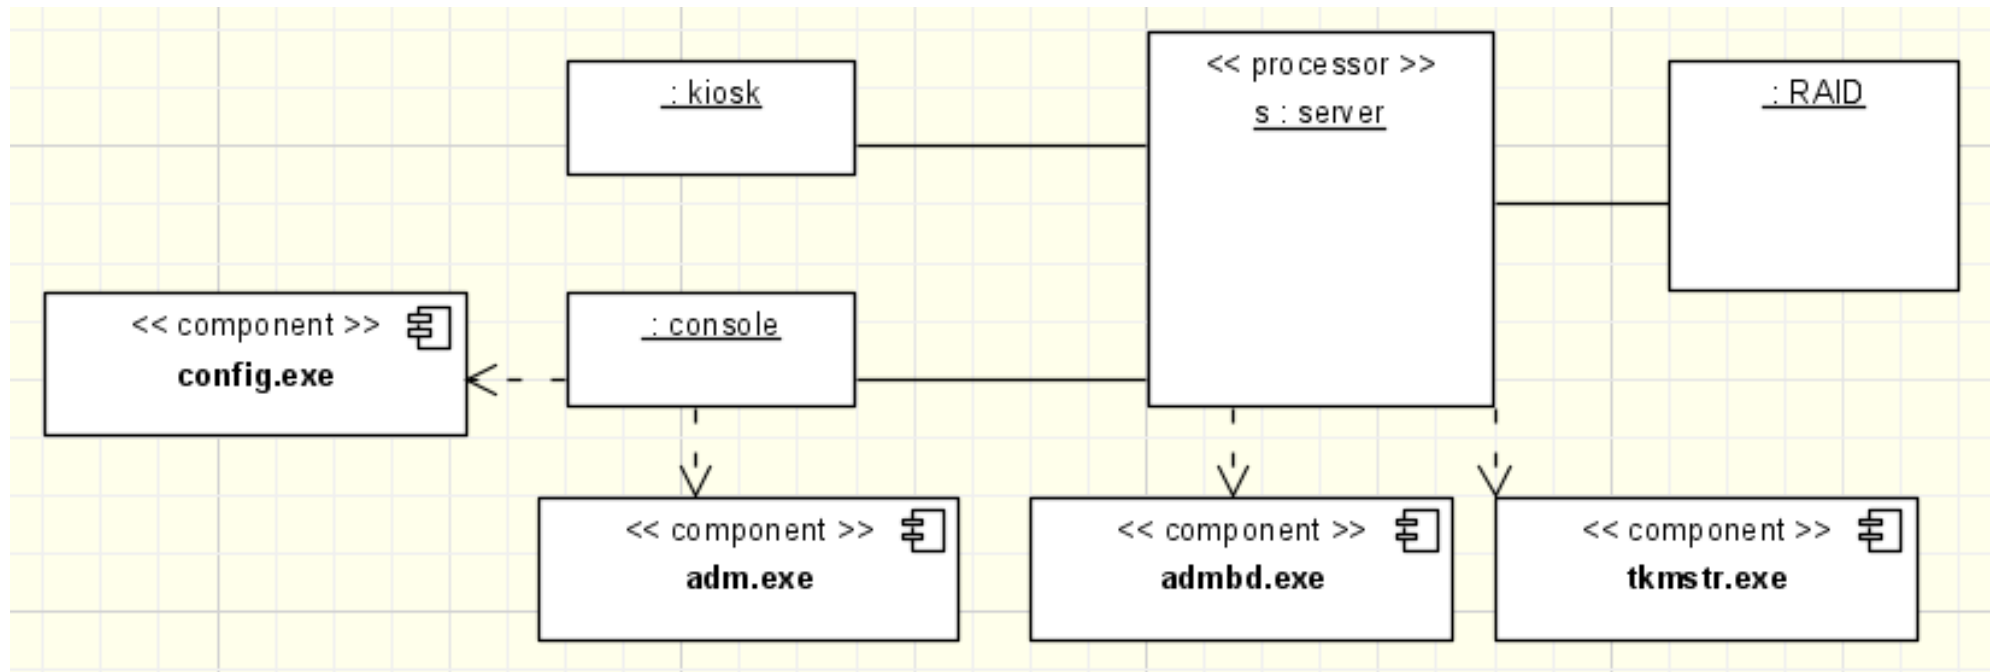 : kiosk
<< processor >>
s : server
: RAID
<< component >>
config.exe
: console
<< component >>
adm.exe
<< component >>
admbd.exe
<< component >>
tkmstr.exe